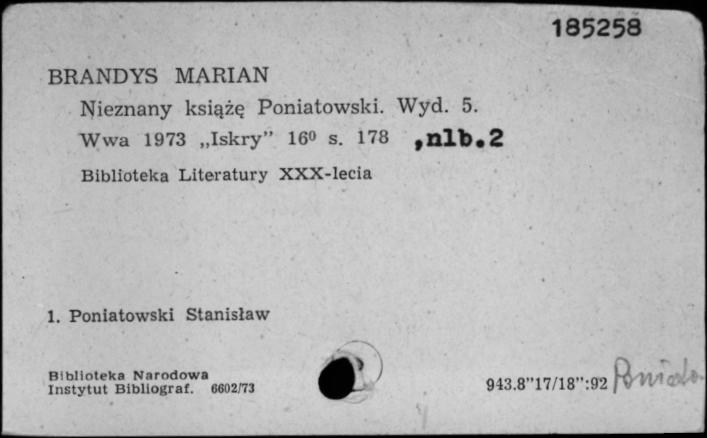 185258
BRANDYS MARIAN
Nieznany książę Poniatowski. Wyd. 5.
Wwa 1973 „Iskry” 16⁰ s. 178 ,nlb.2
Biblioteka Literatury XXX-lecia
1. Poniatowski Stanisław
Biblioteka Narodowa
Instytut Bibliograf. 6602/73
943.8”17/18”:92